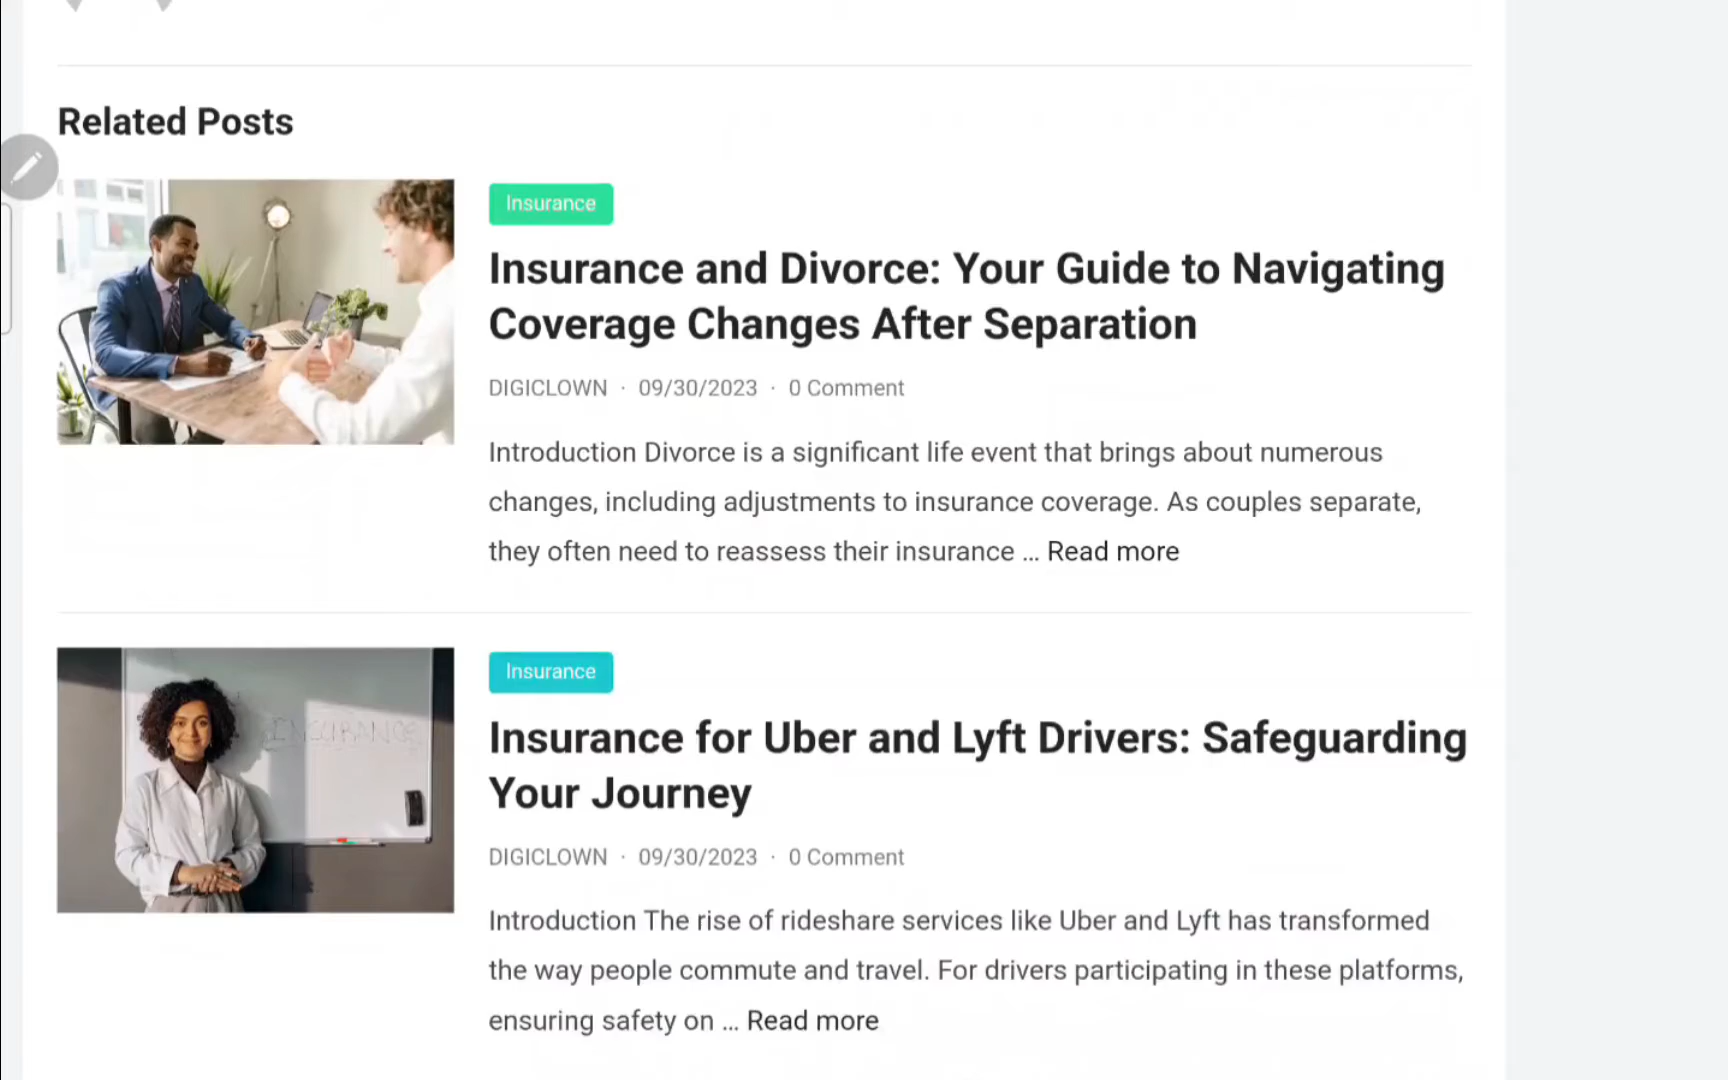 Related Posts
Insurance
Insurance and Divorce: Your Guide to Navigating
Coverage Changes After Separation
DIGICLOWN · 09/30/2023 · 0 Comment
Introduction Divorce is a significant life event that brings about numerous
changes, including adjustments to insurance coverage. As couples separate,
they often need to reassess their insurance ... Read more
INSURANCE
Insurance
Insurance for Uber and Lyft Drivers: Safeguarding
Your Journey
DIGICLOWN · 09/30/2023 · 0 Comment
Introduction The rise of rideshare services like Uber and Lyft has transformed
the way people commute and travel. For drivers participating in these platforms,
ensuring safety on ... Read more